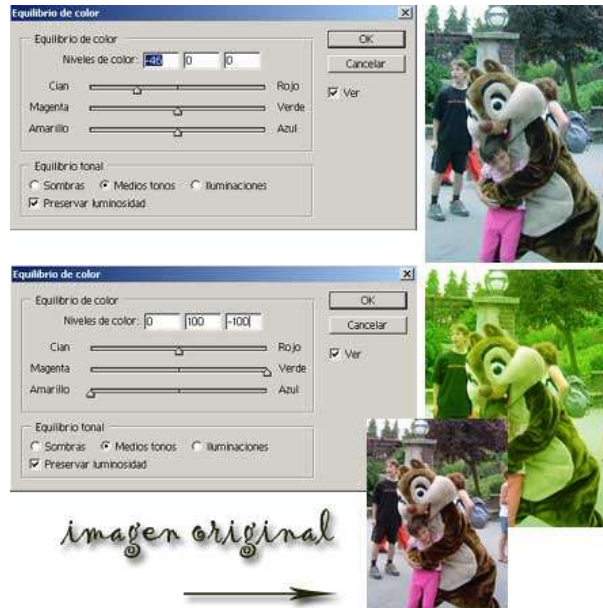 Equilibrio de color
Equilibrio de color
Niveles de color: -46 0 0
Cian Rojo
Magenta Verde
Amarillo Azul
OK
Cancelar
Ver
Equilibrio tonal
Sombras Medios tonos Iluminaciones
Preservar luminosidad
Equilibrio de color
Equilibrio de color
Niveles de color: 0 100 -100
Cian Rojo
Magenta Verde
Amarillo Azul
OK
Cancelar
Ver
Equilibrio tonal
Sombras Medios tonos Iluminaciones
Preservar luminosidad
imagen original